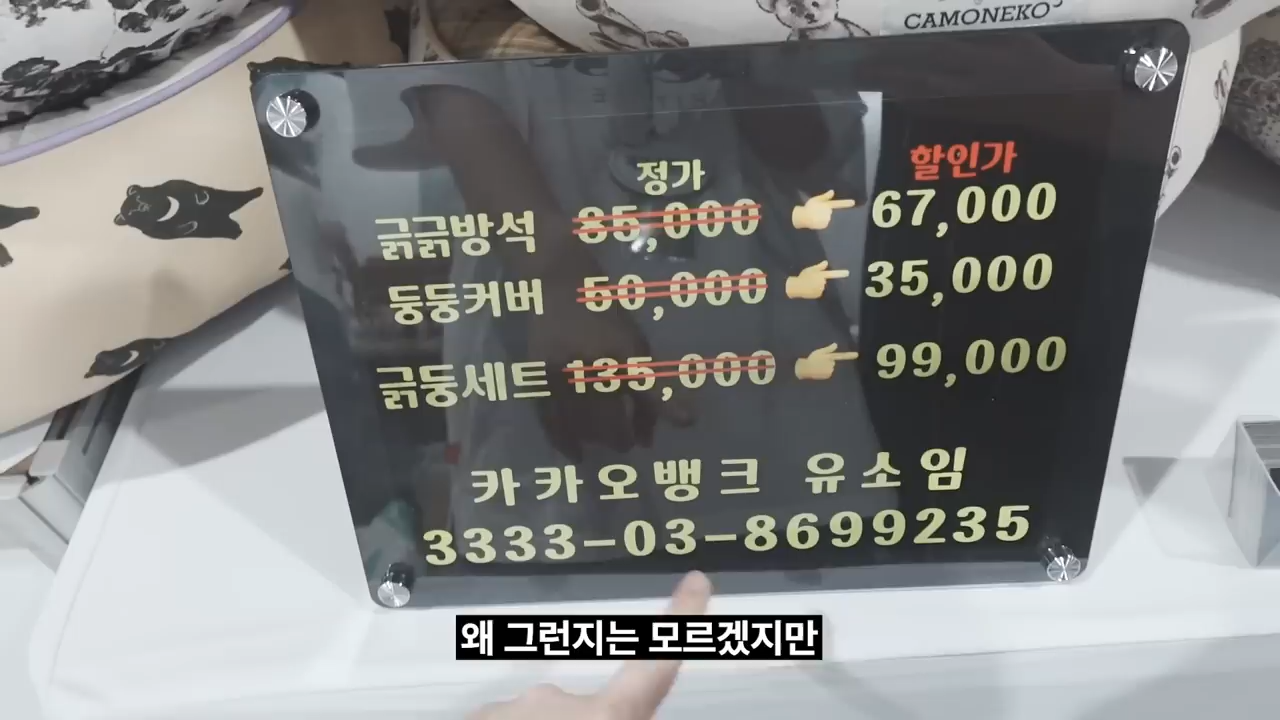 CAMONEKO
정가 할인가
긁긁방석 85,000 👉 67,000
둥둥커버 50,000 👉 35,000
긁둥세트 135,000 👉 99,000
카카오뱅크 유소임
3333-03-8699235
왜 그런지는 모르겠지만